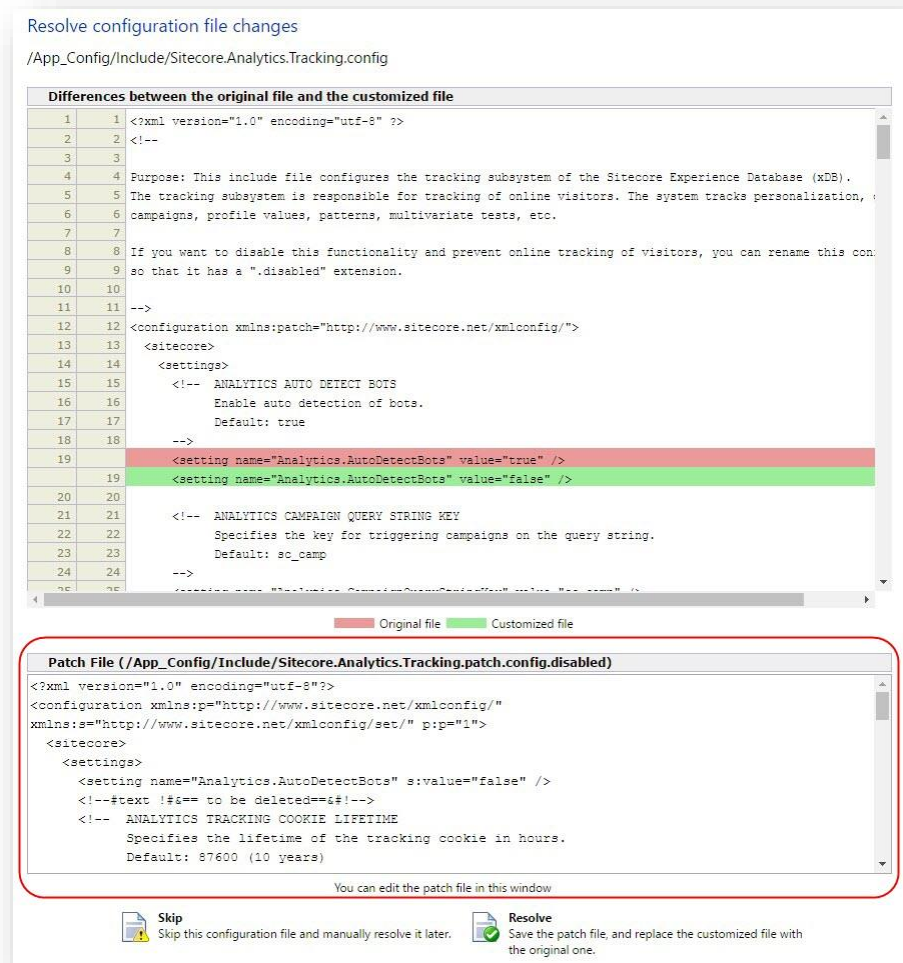 Resolve configuration file changes
/App_Config/Include/Sitecore.Analytics.Tracking.config
Differences between the original file and the customized file
1 1 <?xml version="1.0" encoding="utf-8" ?>
2 2 <!--
3 3
4 4 Purpose: This include file configures the tracking subsystem of the Sitecore Experience Database (xDB).
5 5 The tracking subsystem is responsible for tracking of online visitors. The system tracks personalization,
6 6 campaigns, profile values, patterns, multivariate tests, etc.
7 7
8 8 If you want to disable this functionality and prevent online tracking of visitors, you can rename this con
9 9 so that it has a ".disabled" extension.
10 10
11 11 -->
12 12 <configuration xmlns:patch="http://www.sitecore.net/xmlconfig/">
13 13 <sitecore>
14 14 <settings>
15 15 <!-- ANALYTICS AUTO DETECT BOTS
16 16 Enable auto detection of bots.
17 17 Default: true
18 18 -->
19 <setting name="Analytics.AutoDetectBots" value="true" />
19 <setting name="Analytics.AutoDetectBots" value="false" />
20 20
21 21 <!-- ANALYTICS CAMPAIGN QUERY STRING KEY
22 22 Specifies the key for triggering campaigns on the query string.
23 23 Default: sc_camp
24 24 -->
Original file Customized file
Patch File (/App_Config/Include/Sitecore.Analytics.Tracking.patch.config.disabled)
<?xml version="1.0" encoding="utf-8"?>
<configuration xmlns:p="http://www.sitecore.net/xmlconfig/"
xmlns:s="http://www.sitecore.net/xmlconfig/set/" p:p="1">
<sitecore>
<settings>
<setting name="Analytics.AutoDetectBots" s:value="false" />
<!--#text !#&== to be deleted==&#!-->
<!-- ANALYTICS TRACKING COOKIE LIFETIME
Specifies the lifetime of the tracking cookie in hours.
Default: 87600 (10 years)
You can edit the patch file in this window
Skip
Skip this configuration file and manually resolve it later.
Resolve
Save the patch file, and replace the customized file with
the original one.